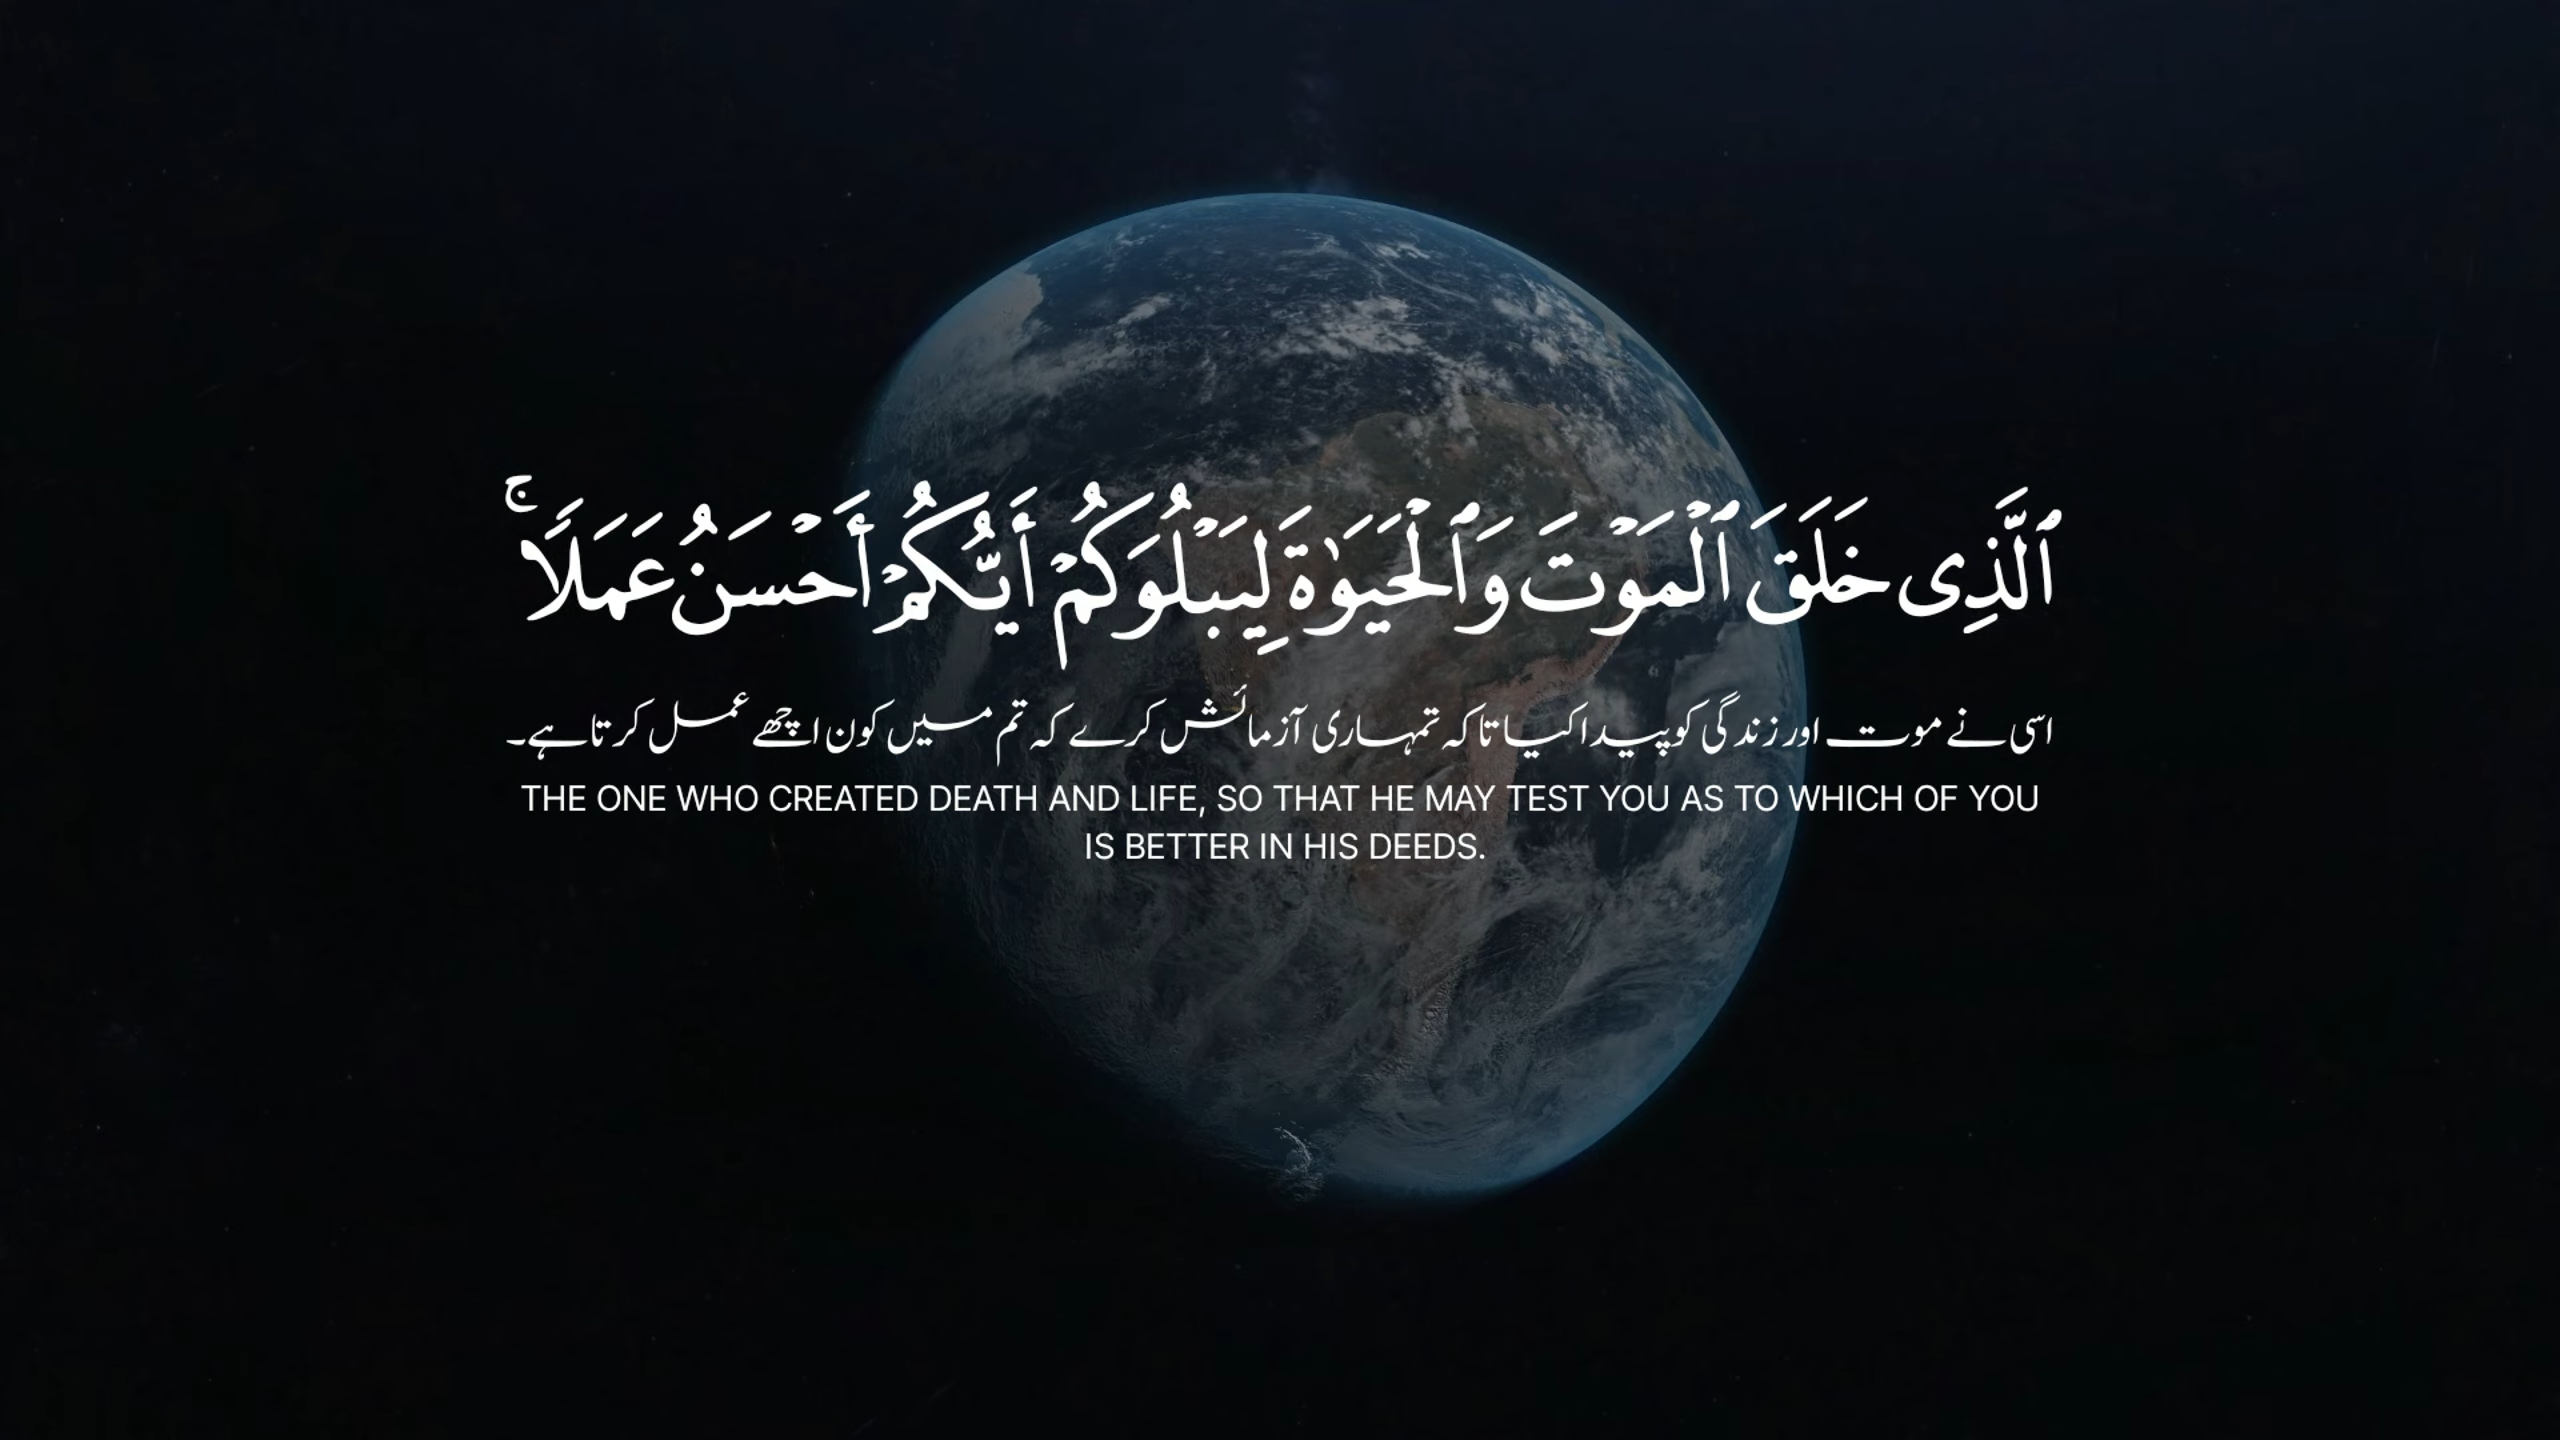 ٱلَّذِى خَلَقَ ٱلْمَوْتَ وَٱلْحَيَوٰةَ لِيَبْلُوَكُمْ أَيُّكُمْ أَحْسَنُ عَمَلًا ۚ
اسی نے موت اور زندگی کو پیدا کیا تاکہ تمہاری آزمائش کرے کہ تم میں کون اچھے عمل کرتا ہے۔
THE ONE WHO CREATED DEATH AND LIFE, SO THAT HE MAY TEST YOU AS TO WHICH OF YOU
IS BETTER IN HIS DEEDS.